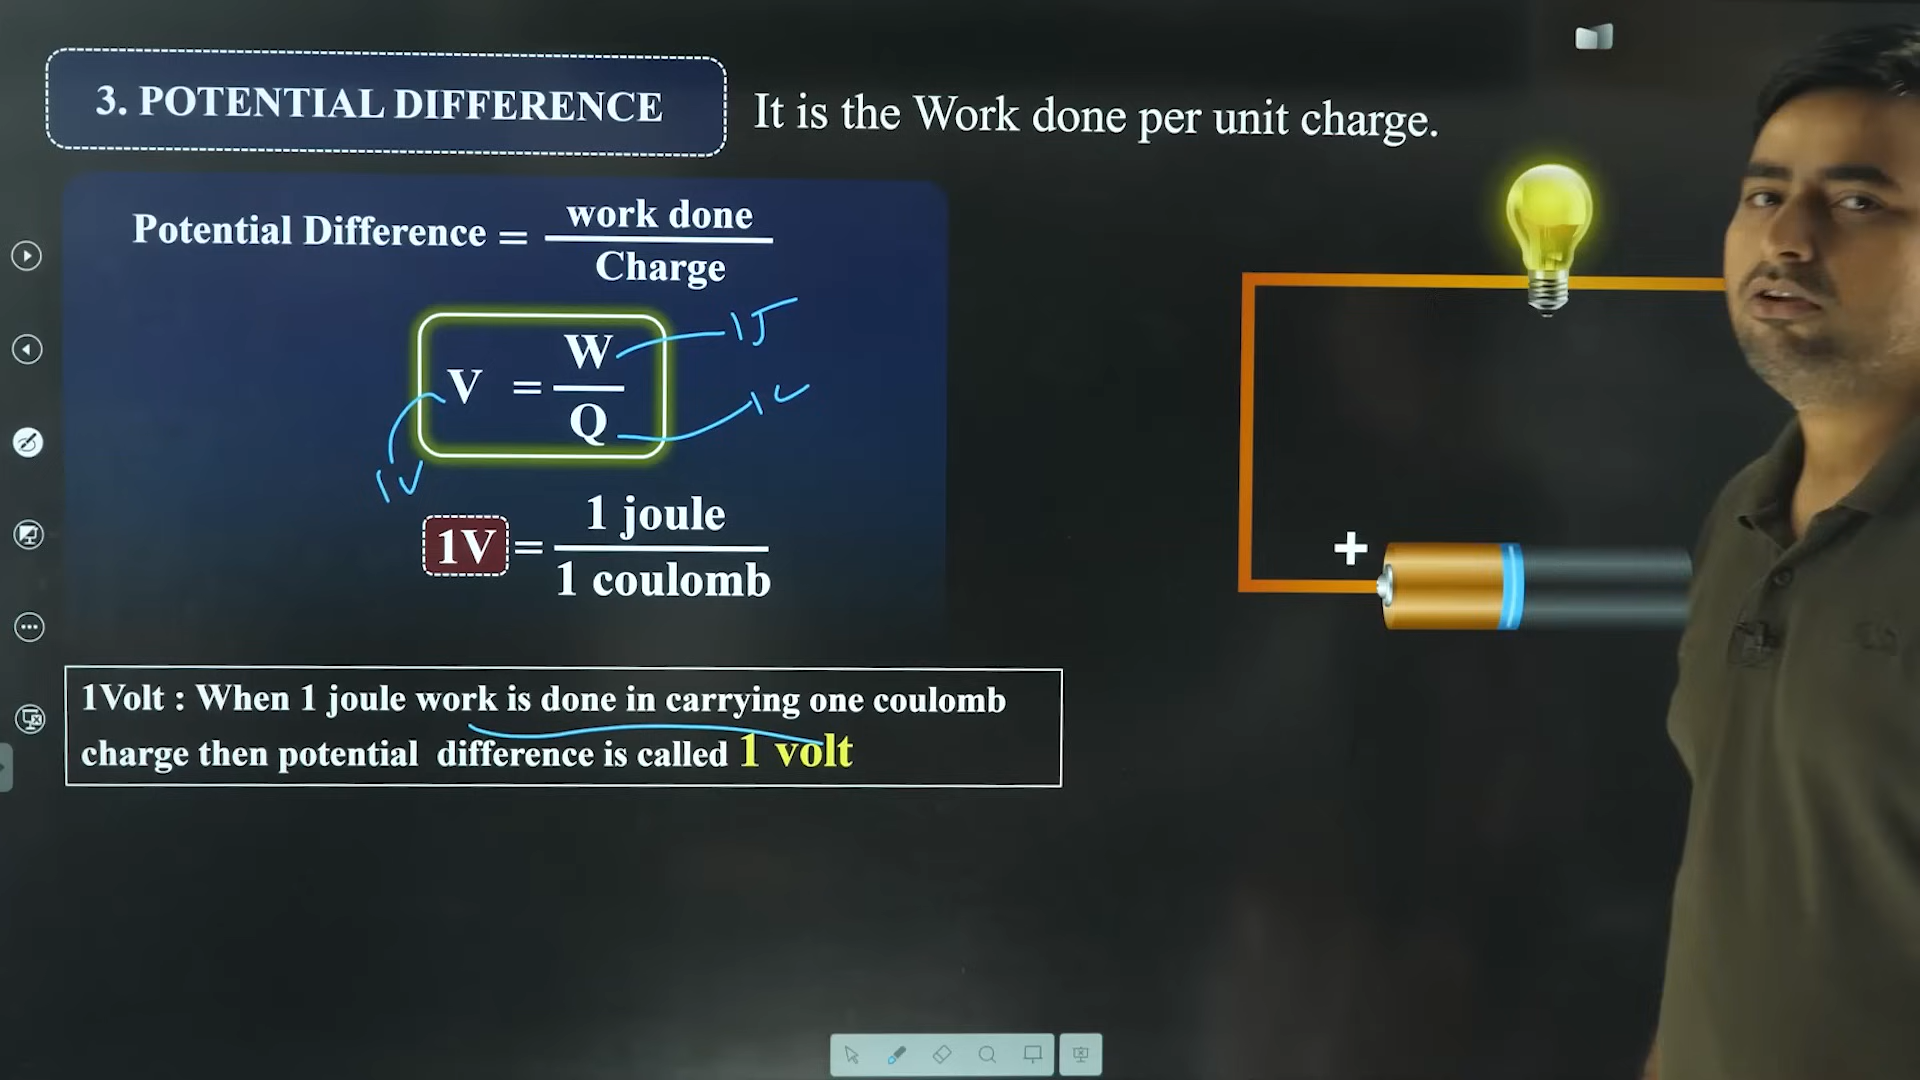 3. POTENTIAL DIFFERENCE
It is the Work done per unit charge.
Potential Difference = work done / Charge
V = W / Q
1J
1C
1V
1V = 1 joule / 1 coulomb
+
1Volt : When 1 joule work is done in carrying one coulomb
charge then potential difference is called 1 volt